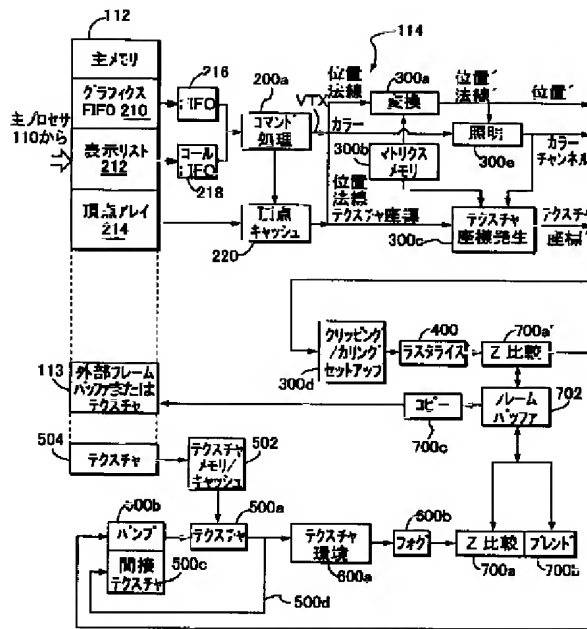 112
主メモリ
グラフィクス
FIFO 210
主プロセサ
110から
表示リスト
212
頂点アレイ
214
216
FIFO
コール
FIFO
218
200a
コマンド
処理
頂点
キャッシュ
220
114
位置
法線
VTX
カラー
300a
変換
位置´
法線´
位置´
照明
300e
カラー
チャンネル
300b
マトリクス
メモリ
位置
法線
テクスチャ座標
テクスチャ
座標発生
300c
テクスチャ
座標´
クリッピング
/カリング
セットアップ
300d
400
ラスタライズ
700a'
Z 比較
113
外部フレーム
バッファまたは
テクスチャ
コピー
700c
フレーム
バッファ
702
504
テクスチャ
502
テクスチャ
メモリ/
キャッシュ
500b
バンプ
間接
テクスチャ
500c
500a
テクスチャ
500d
テクスチャ
環境
600a
600b
フォグ
Z 比較
700a
ブレンド
700b